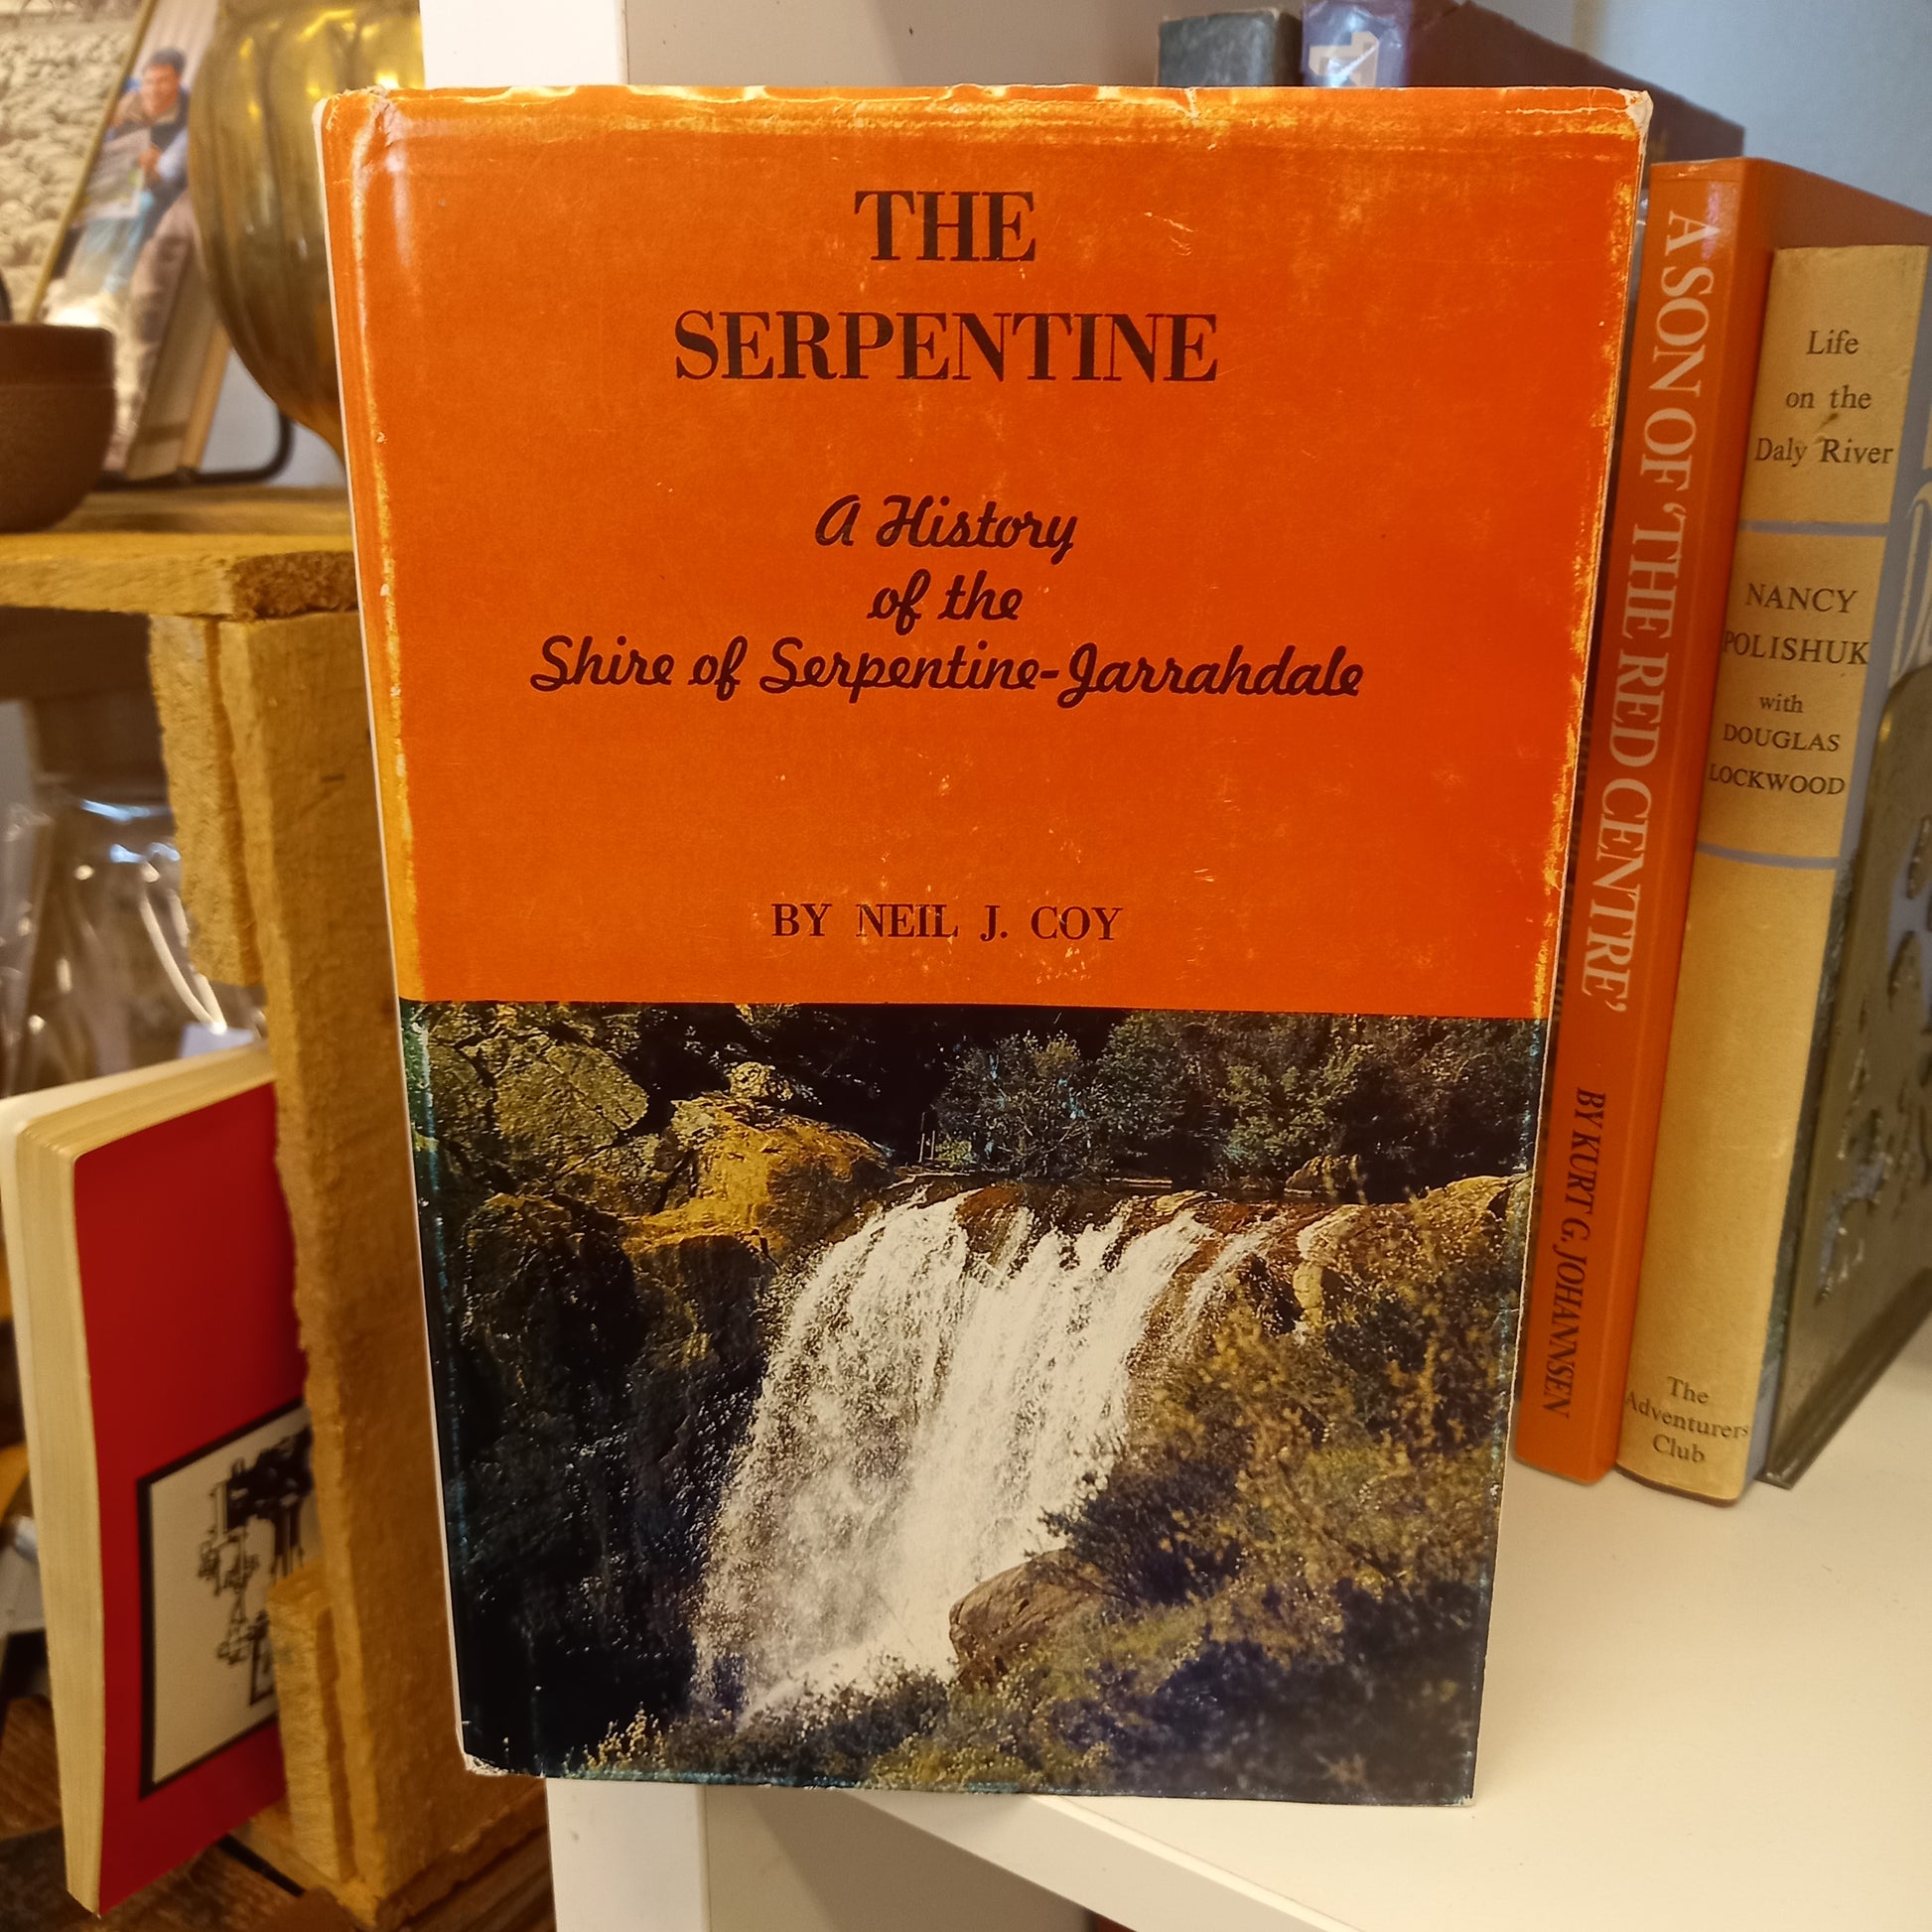 THE
SERPENTINE
A History
of the
Shire of Serpentine-Jarrahdale
BY NEIL J. COY
A SON OF 'THE RED CENTRE'
BY KURT G. JOHANNSEN
Life
on the
Daly River
NANCY
POLISHUK
with
DOUGLAS
LOCKWOOD
The
Adventurers
Club